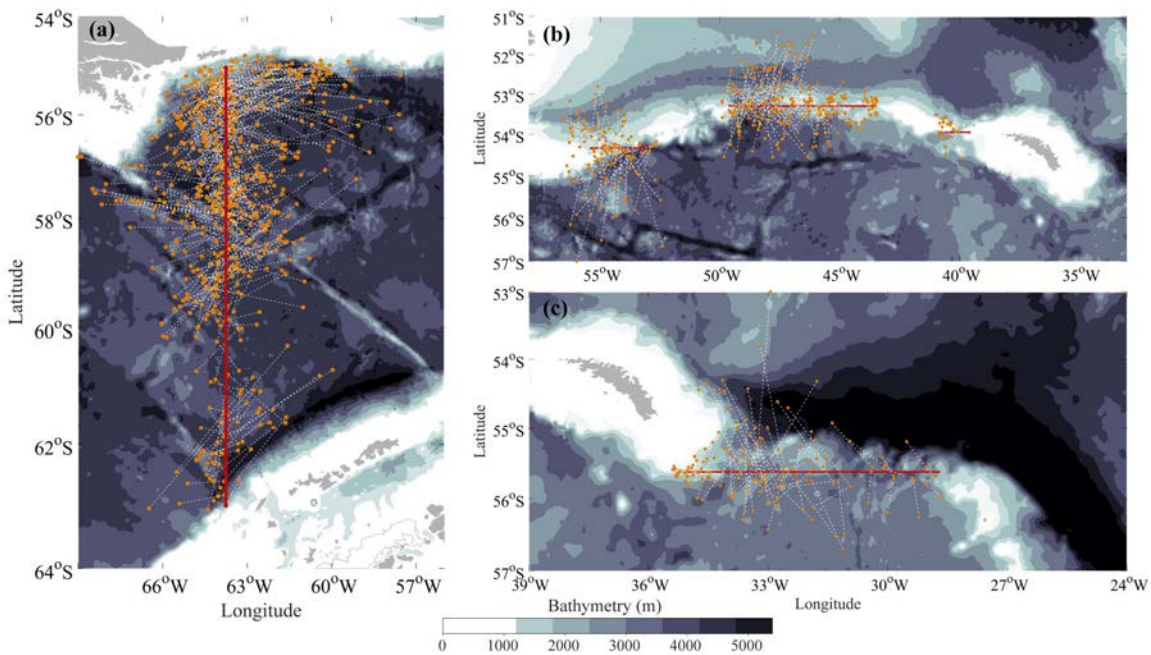 (a)
54°S
56°S
58°S
60°S
62°S
64°S
Latitude
66°W
63°W
60°W
57°W
Longitude
(b)
51°S
52°S
53°S
54°S
55°S
56°S
57°S
Latitude
55°W
50°W
45°W
40°W
35°W
(c)
53°S
54°S
55°S
56°S
57°S
Latitude
39°W
36°W
33°W
30°W
27°W
24°W
Longitude
Bathymetry (m)
0
1000
2000
3000
4000
5000